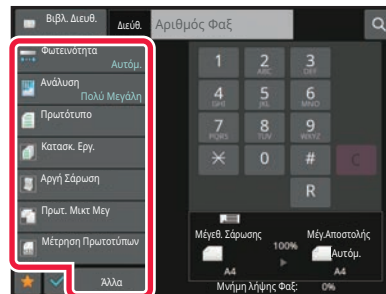 Βιβλ. Διευθ.
Διεύθ.
Αριθμός Φαξ
Φωτεινότητα
Αυτόμ.
Ανάλυση
Πολύ Μεγάλη
Πρωτότυπο
Κατασκ. Εργ.
Αργή Σάρωση
Πρωτ. Μικτ Μεγ
Μέτρηση Πρωτοτύπων
Άλλα
1
2
ABC
3
DEF
4
GHI
5
JKL
6
MNO
7
PQRS
8
TUV
9
WXYZ
0
#
C
R
Μέγεθ. Σάρωσης
100%
Μέγ.Αποστολής
Αυτόμ.
A4
A4
Μνήμη λήψης Φαξ: 0%